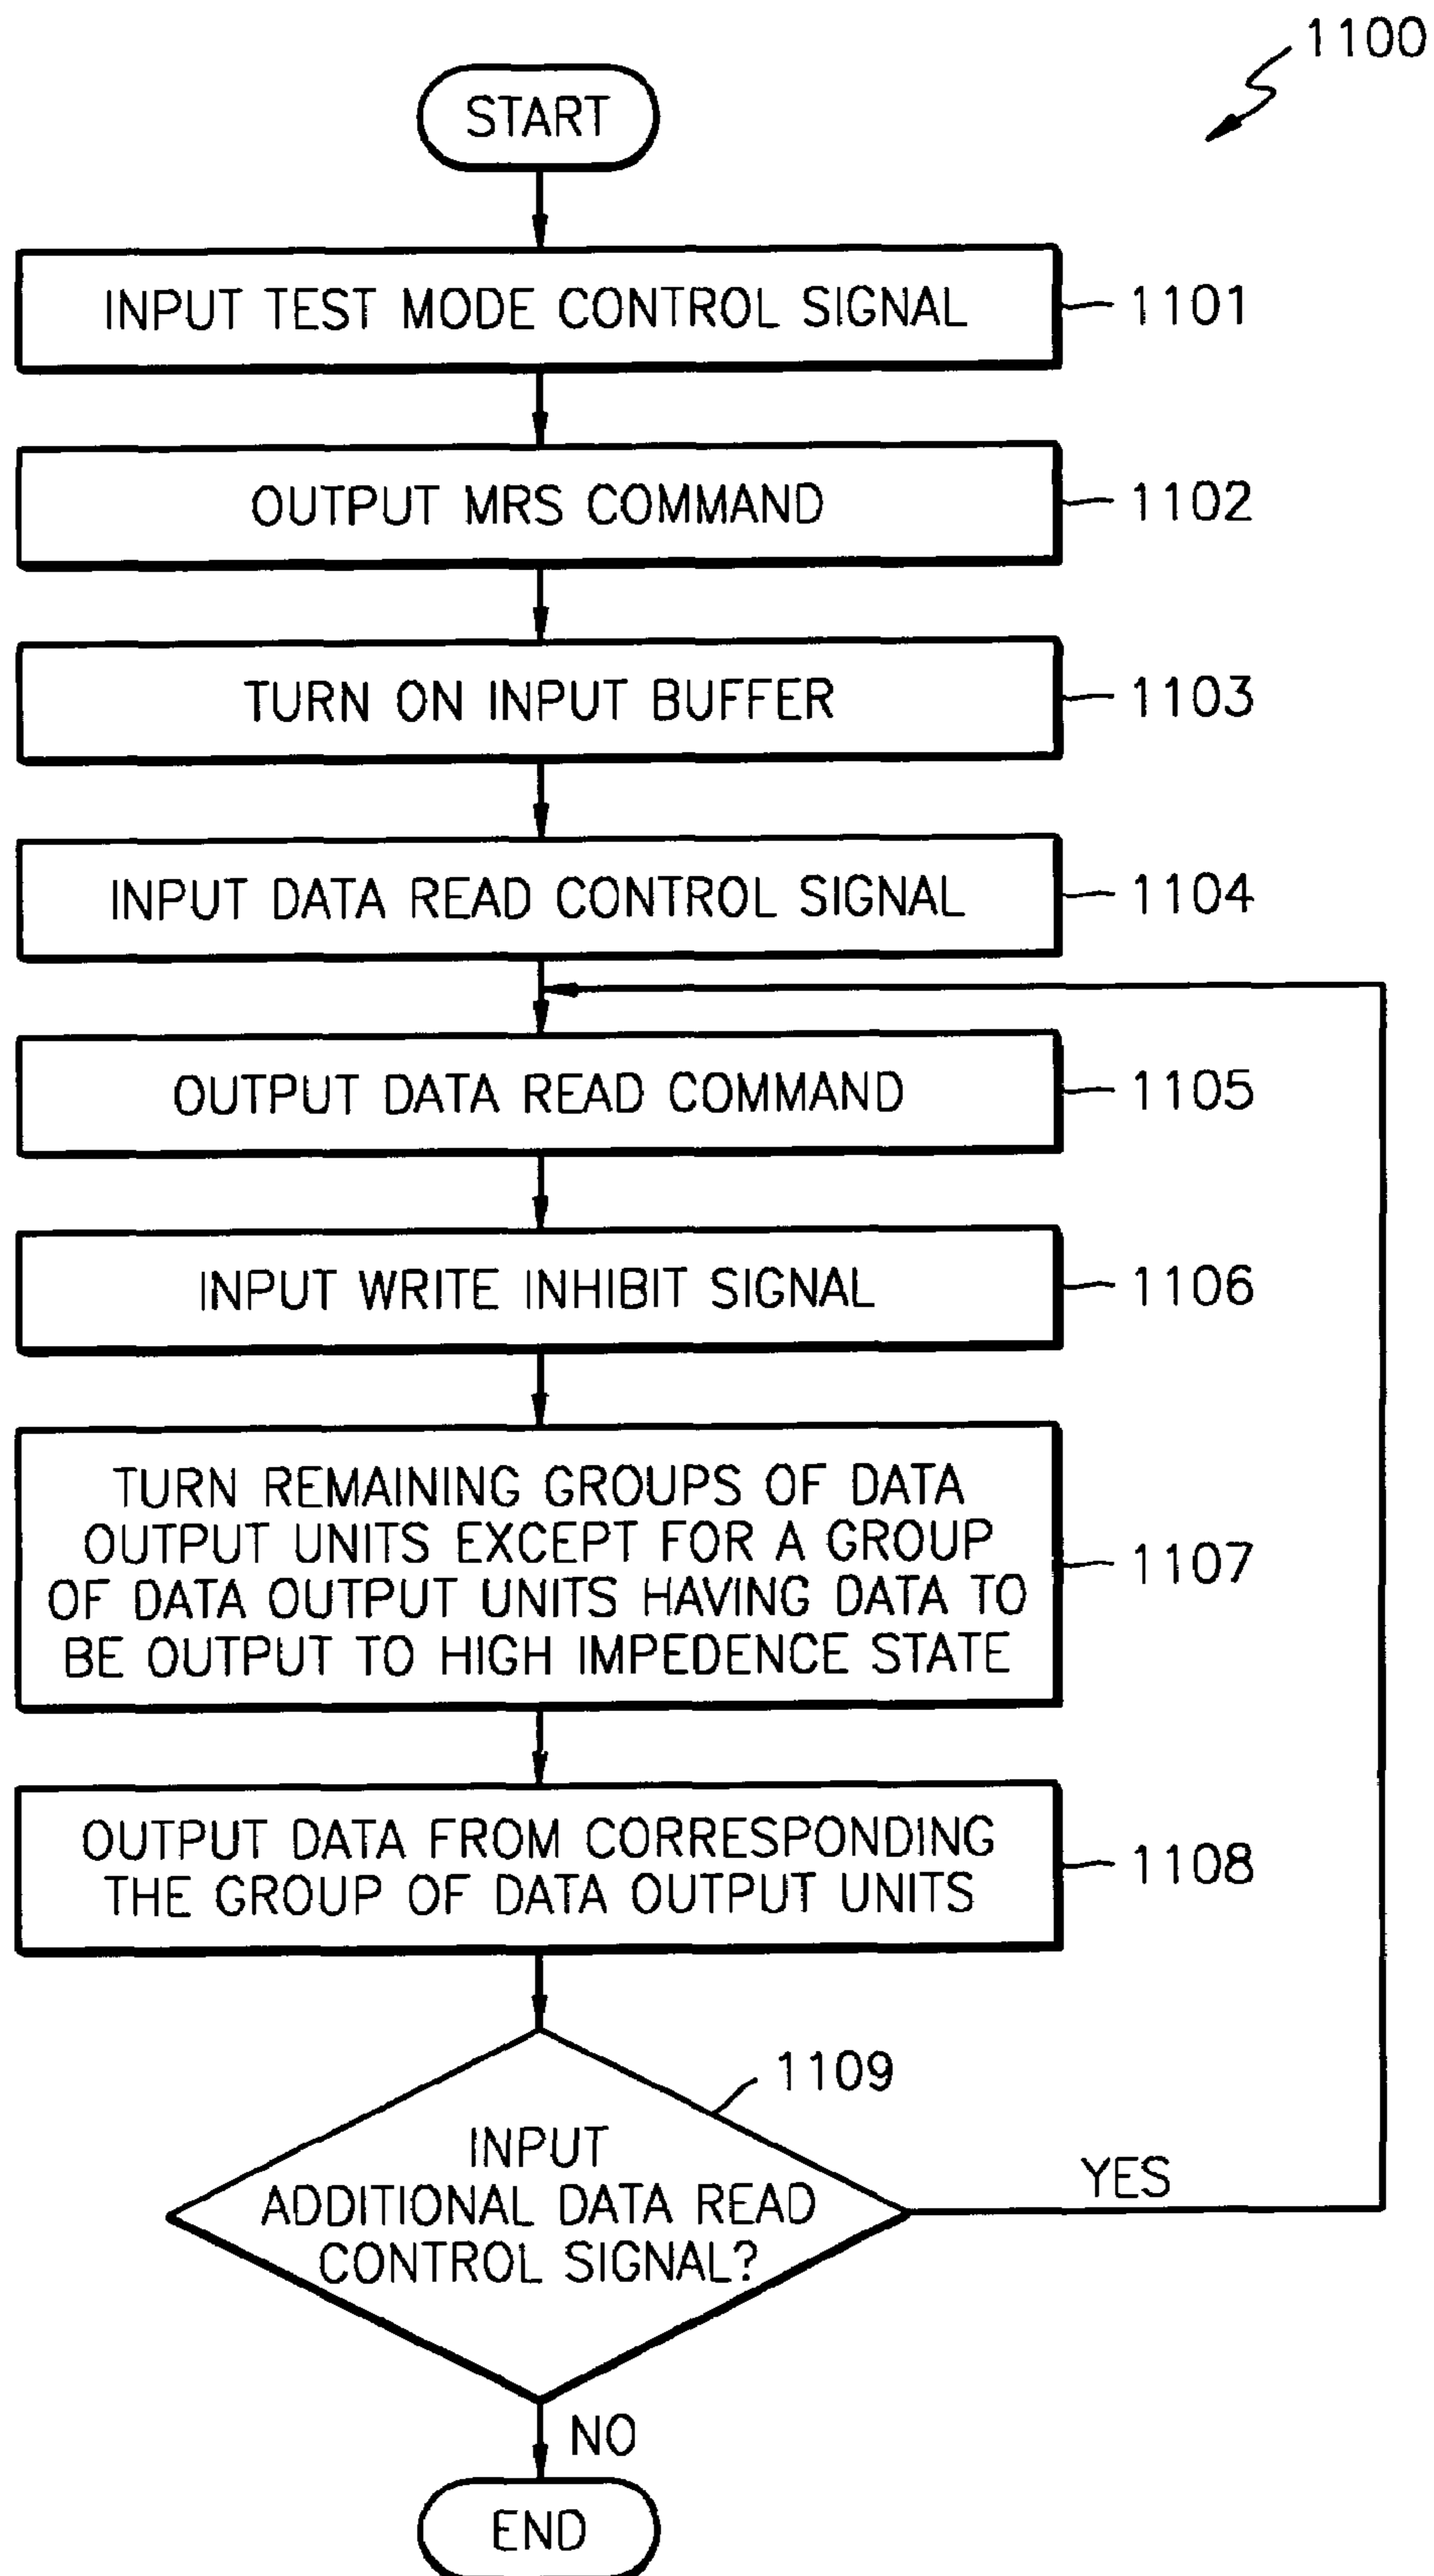 1100
START
INPUT TEST MODE CONTROL SIGNAL
1101
OUTPUT MRS COMMAND
1102
TURN ON INPUT BUFFER
1103
INPUT DATA READ CONTROL SIGNAL
1104
OUTPUT DATA READ COMMAND
1105
INPUT WRITE INHIBIT SIGNAL
1106
TURN REMAINING GROUPS OF DATA
OUTPUT UNITS EXCEPT FOR A GROUP
OF DATA OUTPUT UNITS HAVING DATA TO
BE OUTPUT TO HIGH IMPEDENCE STATE
1107
OUTPUT DATA FROM CORRESPONDING
THE GROUP OF DATA OUTPUT UNITS
1108
1109
INPUT
ADDITIONAL DATA READ
CONTROL SIGNAL?
YES
NO
END